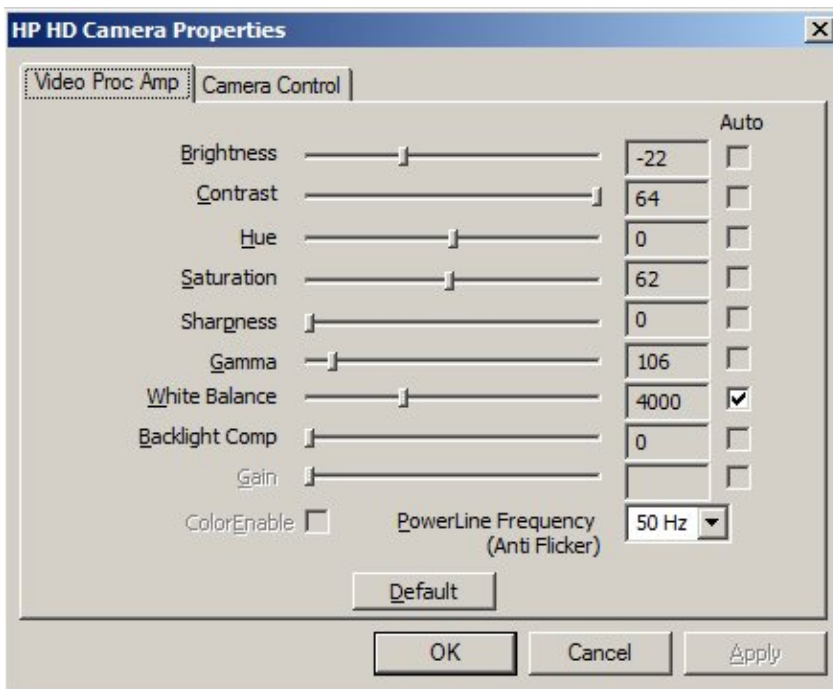 HP HD Camera Properties
Video Proc Amp Camera Control
Auto
Brightness -22
Contrast 64
Hue 0
Saturation 62
Sharpness 0
Gamma 106
White Balance 4000
Backlight Comp 0
Gain
ColorEnable PowerLine Frequency 50 Hz
(Anti Flicker)
Default
OK Cancel Apply